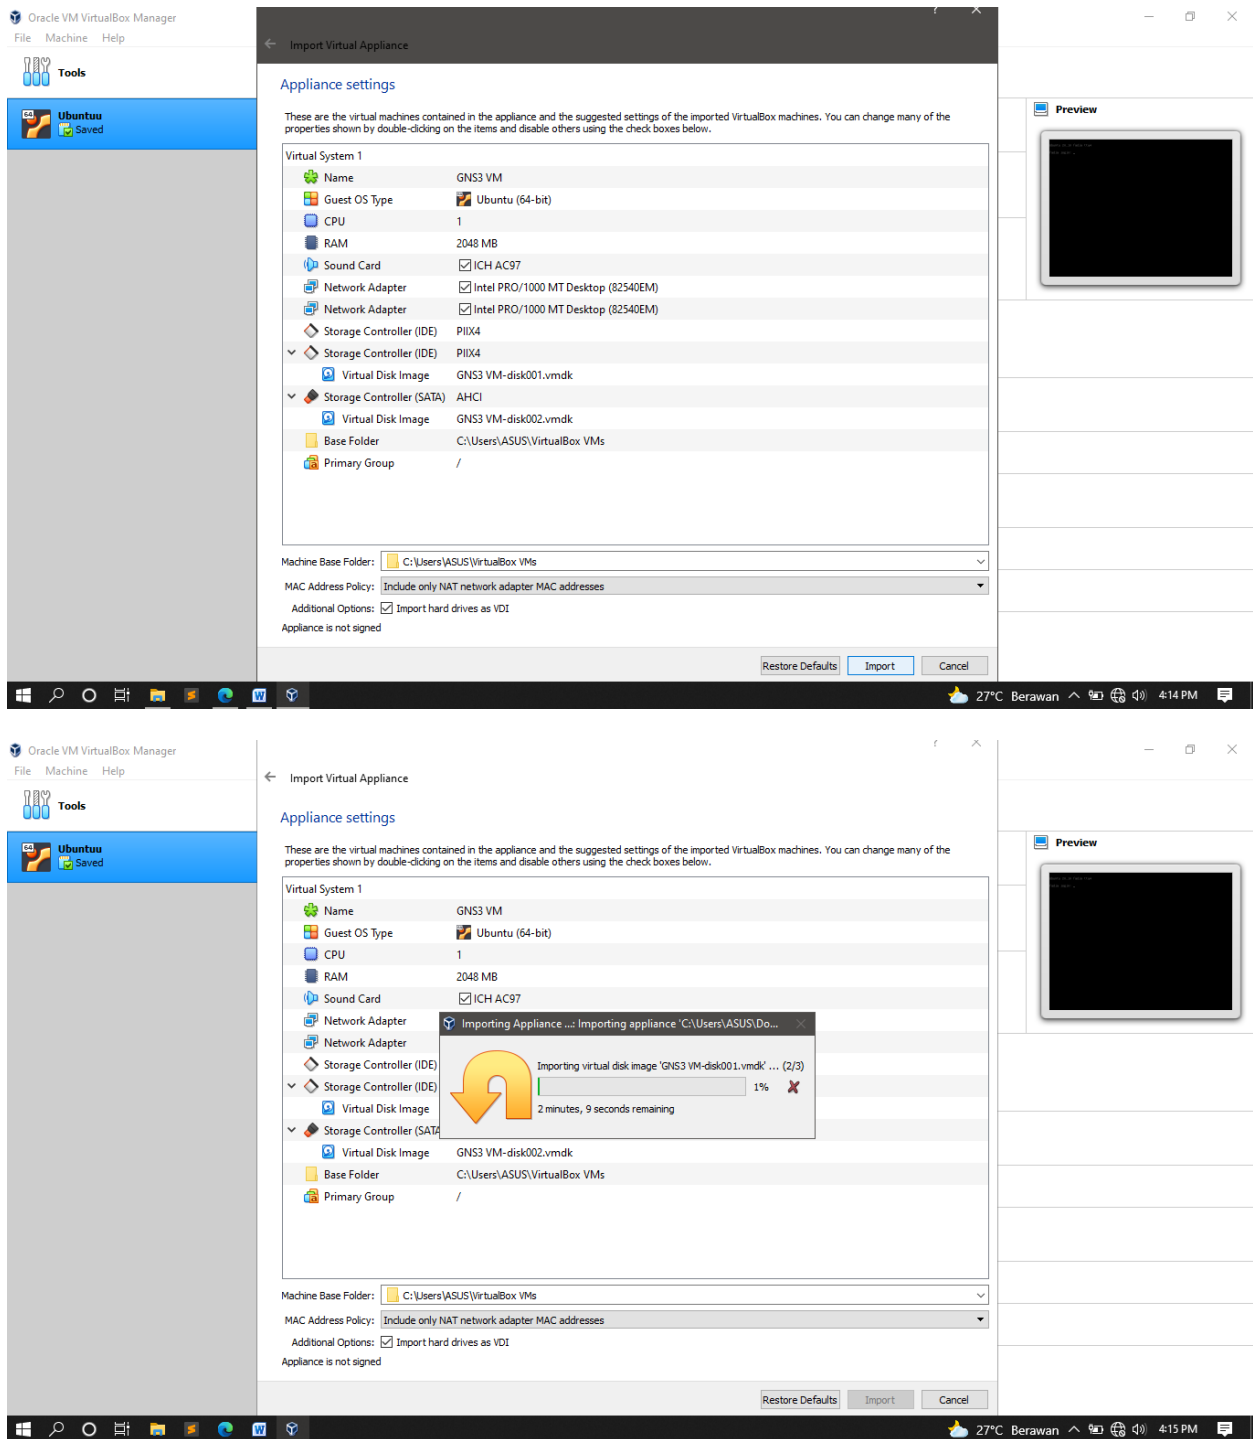 Oracle VM VirtualBox Manager
File Machine Help
Tools
Ubuntuu
Saved
? ×
Import Virtual Appliance
Appliance settings
These are the virtual machines contained in the appliance and the suggested settings of the imported VirtualBox machines. You can change many of the
properties shown by double-clicking on the items and disable others using the check boxes below.
Virtual System 1
Name GNS3 VM
Guest OS Type Ubuntu (64-bit)
CPU 1
RAM 2048 MB
Sound Card ICH AC97
Network Adapter Intel PRO/1000 MT Desktop (82540EM)
Network Adapter Intel PRO/1000 MT Desktop (82540EM)
Storage Controller (IDE) PIIX4
Storage Controller (IDE) PIIX4
Virtual Disk Image GNS3 VM-disk001.vmdk
Storage Controller (SATA) AHCI
Virtual Disk Image GNS3 VM-disk002.vmdk
Base Folder C:\Users\ASUS\VirtualBox VMs
Primary Group /
Machine Base Folder: C:\Users\ASUS\VirtualBox VMs
MAC Address Policy: Include only NAT network adapter MAC addresses
Additional Options: Import hard drives as VDI
Appliance is not signed
Restore Defaults Import Cancel
Preview
27°C Berawan 4:14 PM
Oracle VM VirtualBox Manager
File Machine Help
Tools
Ubuntuu
Saved
? ×
Import Virtual Appliance
Appliance settings
These are the virtual machines contained in the appliance and the suggested settings of the imported VirtualBox machines. You can change many of the
properties shown by double-clicking on the items and disable others using the check boxes below.
Virtual System 1
Name GNS3 VM
Guest OS Type Ubuntu (64-bit)
CPU 1
RAM 2048 MB
Sound Card ICH AC97
Network Adapter
Network Adapter
Storage Controller (IDE)
Storage Controller (IDE)
Virtual Disk Image
Storage Controller (SATA
Virtual Disk Image GNS3 VM-disk002.vmdk
Base Folder C:\Users\ASUS\VirtualBox VMs
Primary Group /
Importing Appliance ...: Importing appliance 'C:\Users\ASUS\Do...
Importing virtual disk image 'GNS3 VM-disk001.vmdk' ... (2/3)
1%
2 minutes, 9 seconds remaining
Machine Base Folder: C:\Users\ASUS\VirtualBox VMs
MAC Address Policy: Include only NAT network adapter MAC addresses
Additional Options: Import hard drives as VDI
Appliance is not signed
Restore Defaults Import Cancel
Preview
27°C Berawan 4:15 PM